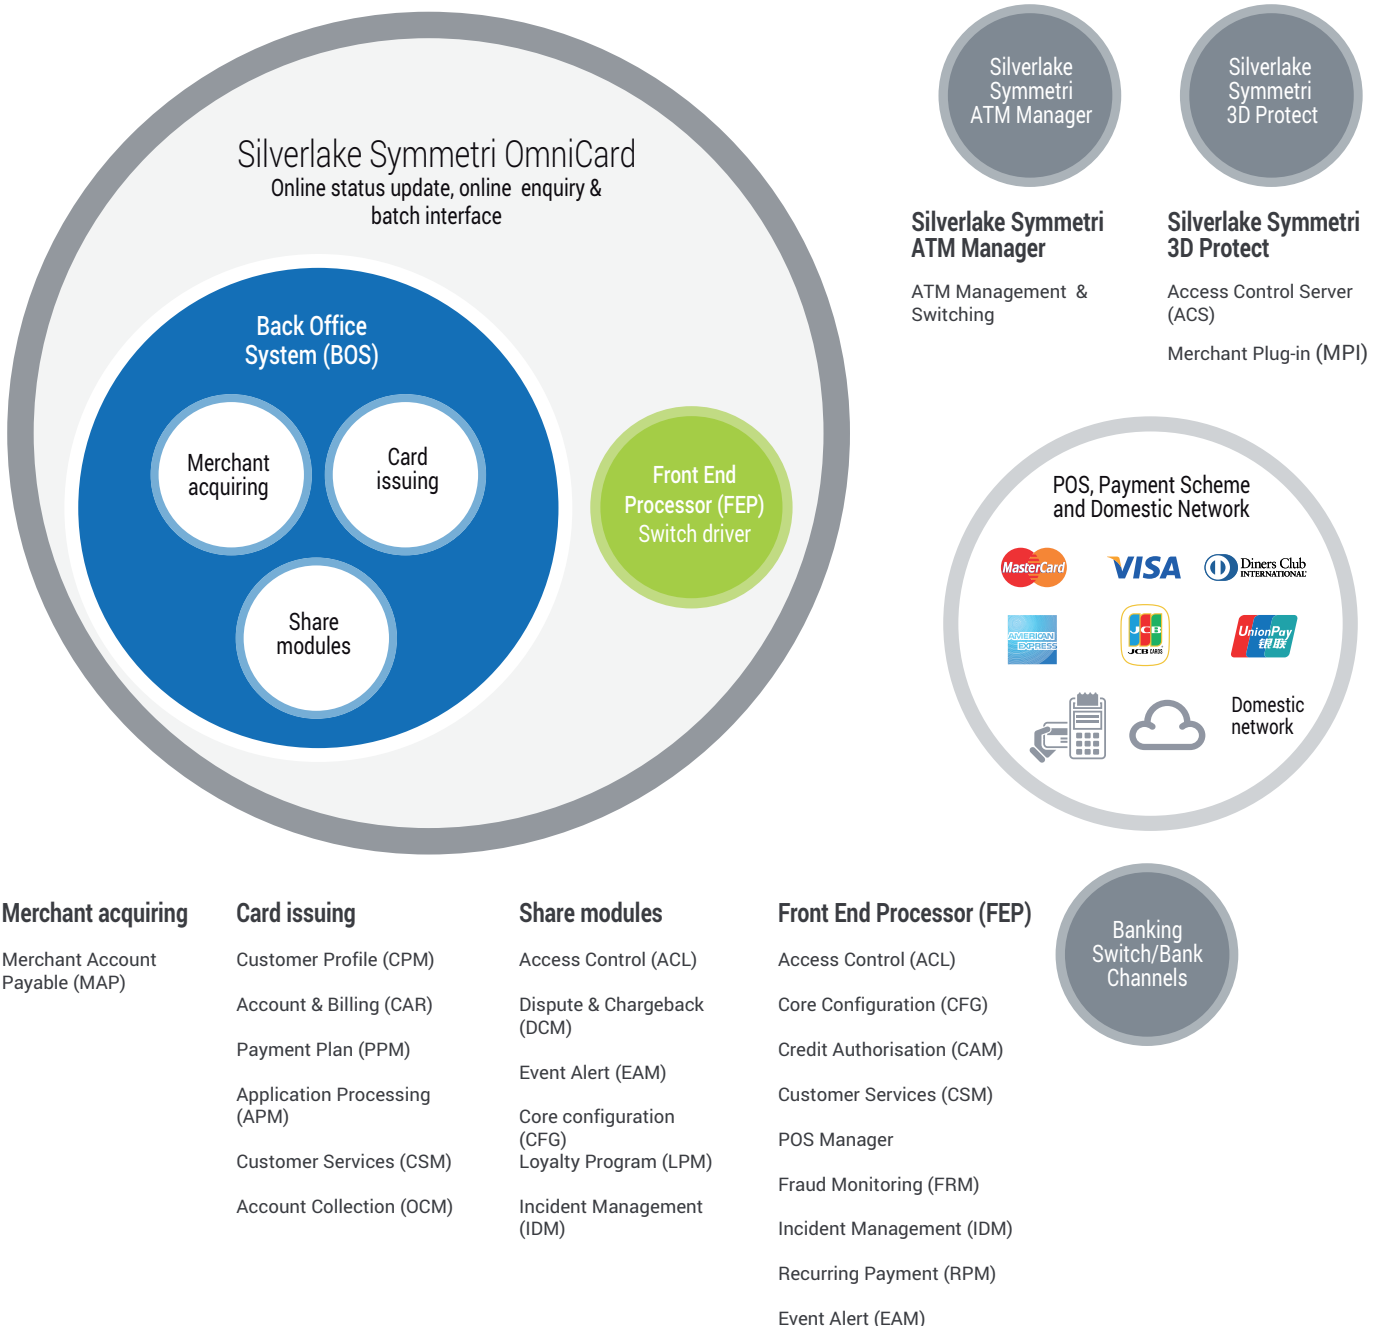 Silverlake Symmetri OmniCard
Online status update, online enquiry &
batch interface
Back Office
System (BOS)
Merchant
acquiring
Card
issuing
Share
modules
Front End
Processor (FEP)
Switch driver
Silverlake
Symmetri
ATM Manager
Silverlake
Symmetri
3D Protect
Silverlake Symmetri
ATM Manager
ATM Management &
Switching
Silverlake Symmetri
3D Protect
Access Control Server
(ACS)
Merchant Plug-in (MPI)
POS, Payment Scheme
and Domestic Network
MasterCard
VISA
Diners Club
INTERNATIONAL
AMERICAN
EXPRESS
JCB
JCB CARDS
UnionPay
银联
Domestic
network
Banking
Switch/Bank
Channels
Merchant acquiring
Merchant Account
Payable (MAP)
Card issuing
Customer Profile (CPM)
Account & Billing (CAR)
Payment Plan (PPM)
Application Processing
(APM)
Customer Services (CSM)
Account Collection (OCM)
Share modules
Access Control (ACL)
Dispute & Chargeback
(DCM)
Event Alert (EAM)
Core configuration
(CFG)
Loyalty Program (LPM)
Incident Management
(IDM)
Front End Processor (FEP)
Access Control (ACL)
Core Configuration (CFG)
Credit Authorisation (CAM)
Customer Services (CSM)
POS Manager
Fraud Monitoring (FRM)
Incident Management (IDM)
Recurring Payment (RPM)
Event Alert (EAM)